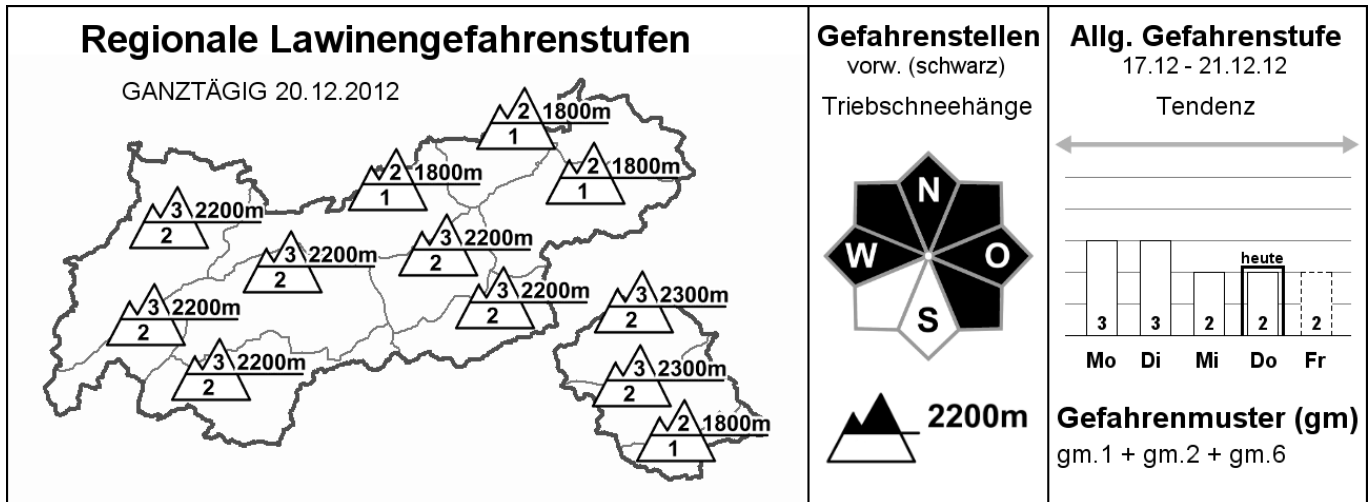 Regionale Lawinengefahrenstufen
GANZTÄGIG 20.12.2012
2 1800m
1
2 1800m
1
2 1800m
1
3 2200m
2
3 2200m
2
3 2200m
2
3 2200m
2
3 2300m
2
3 2200m
2
3 2200m
2
3 2300m
2
2 1800m
1
Gefahrenstellen
vorw. (schwarz)
Triebschneehänge
N
W
O
S
2200m
Allg. Gefahrenstufe
17.12 - 21.12.12
Tendenz
heute
3 3 2 2 2
Mo Di Mi Do Fr
Gefahrenmuster (gm)
gm.1 + gm.2 + gm.6